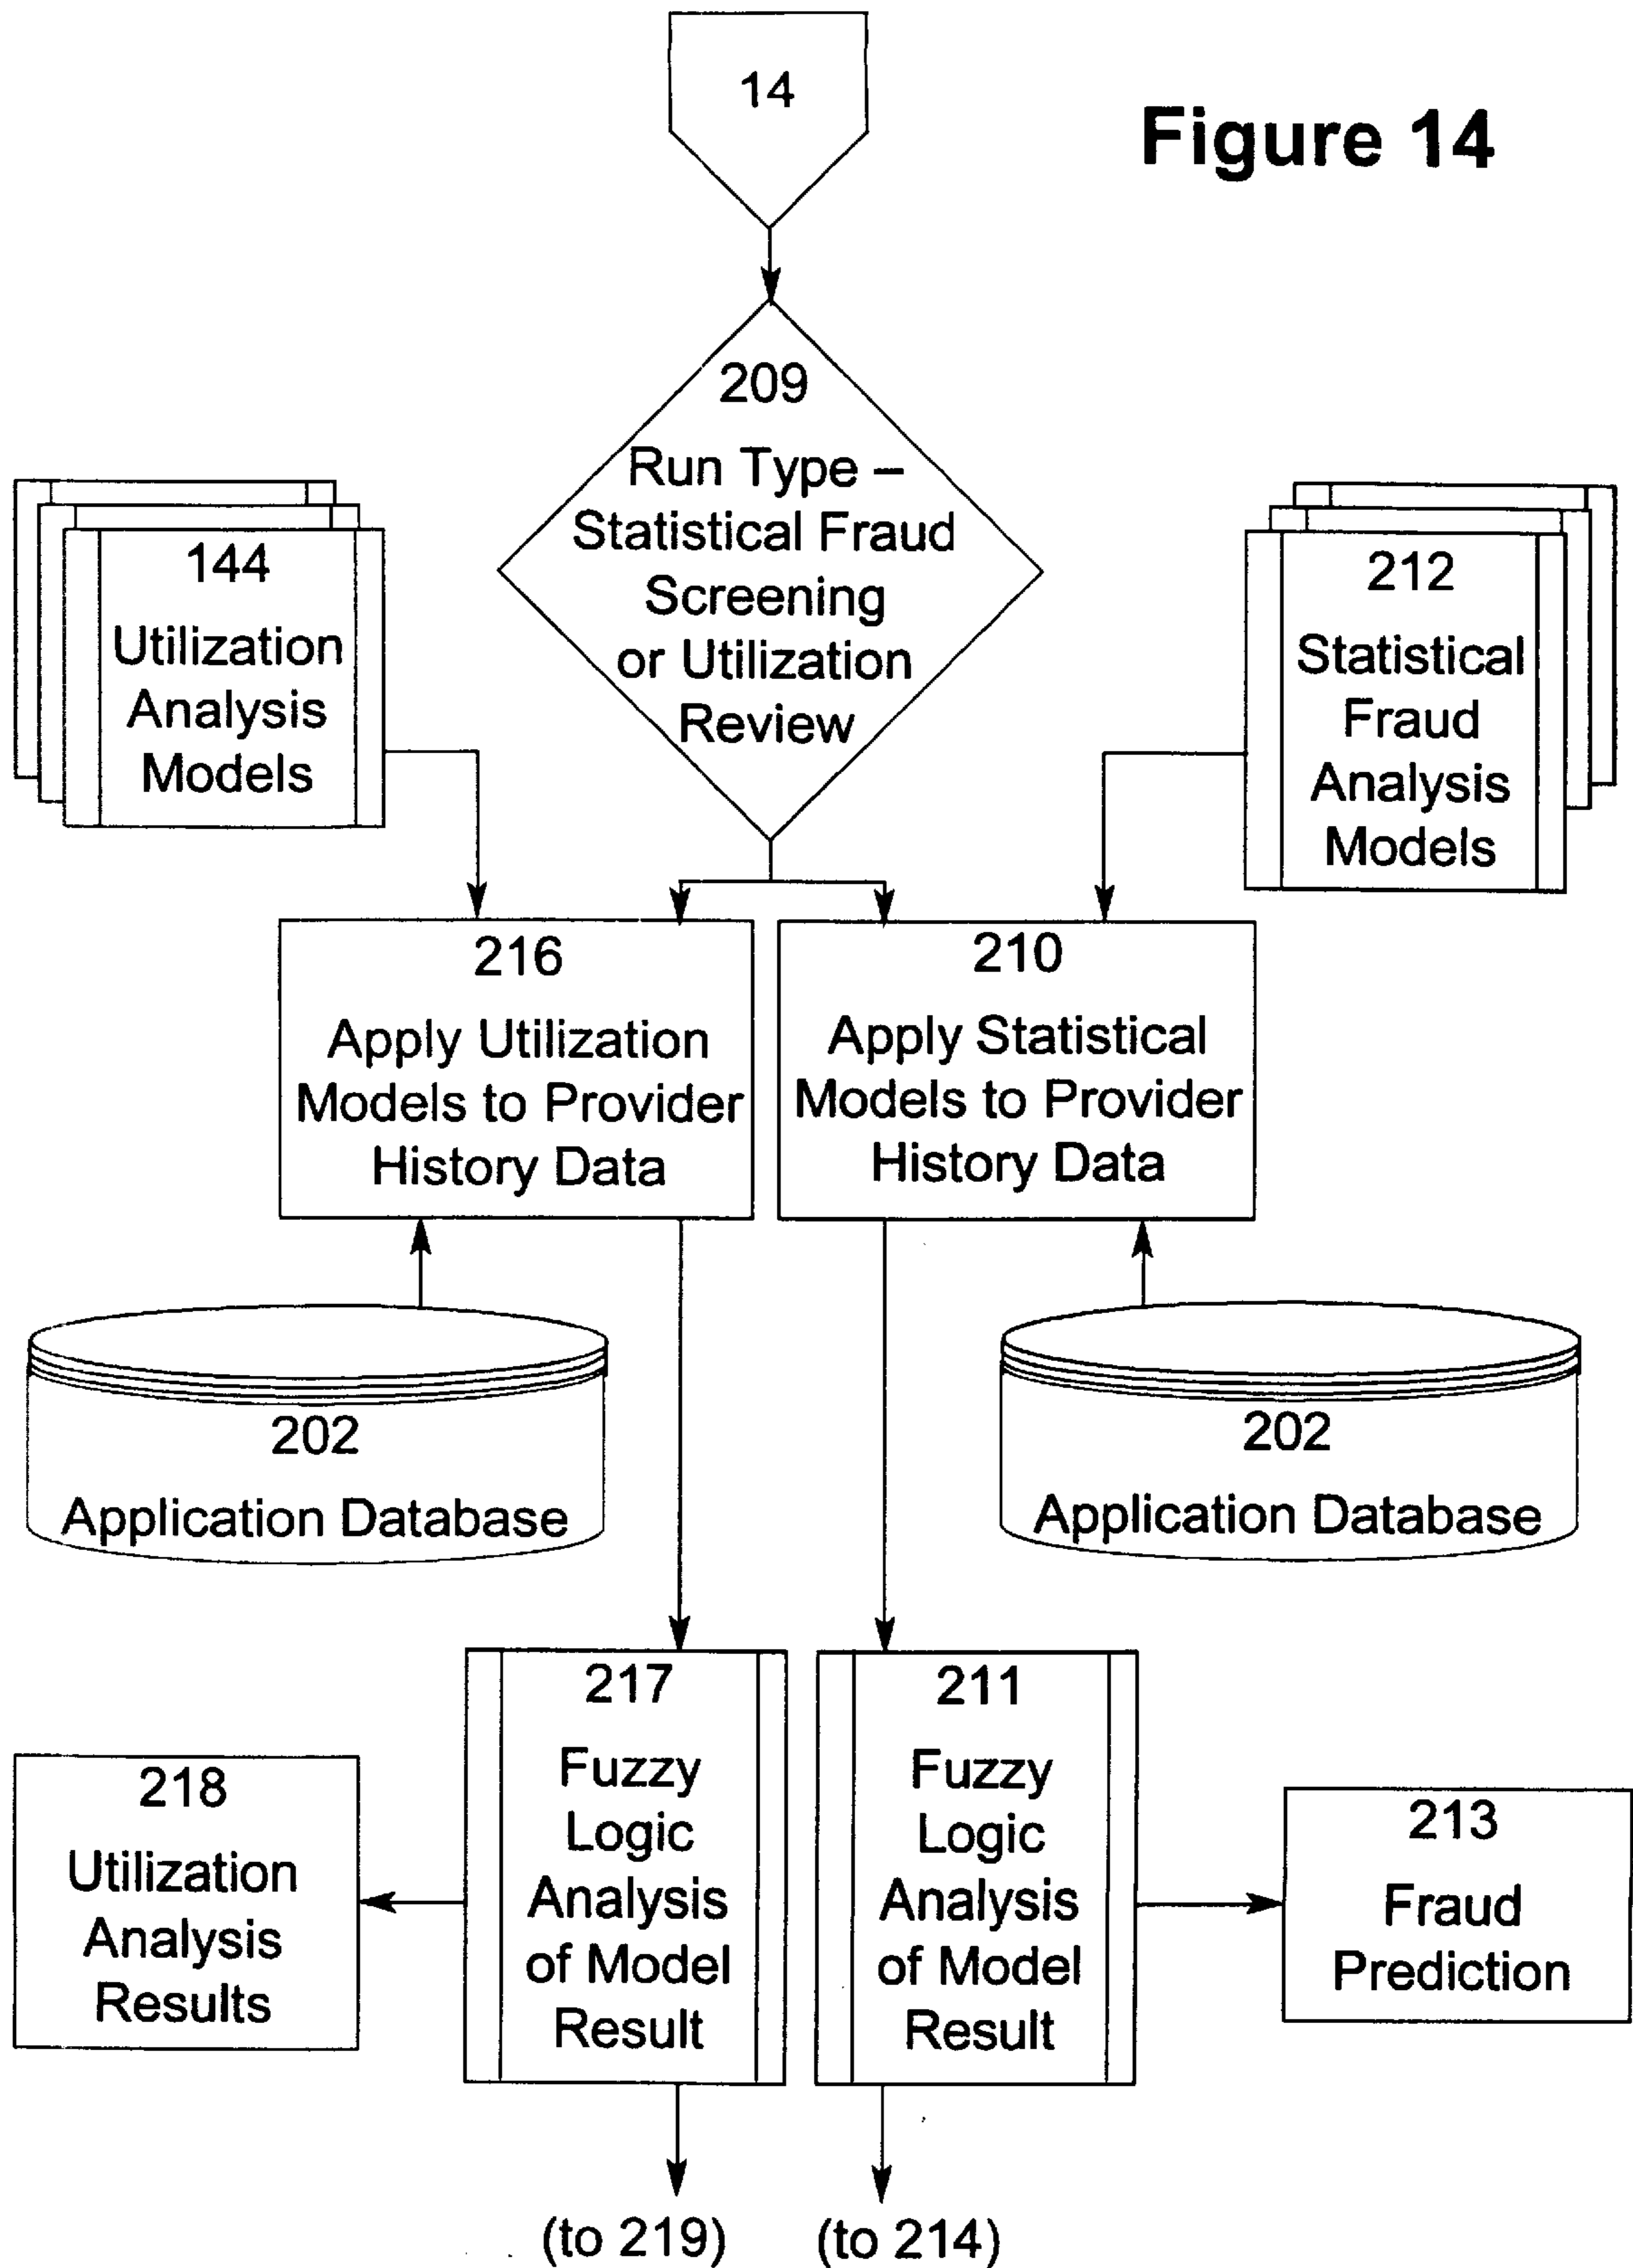 14
Figure 14
209
Run Type –
Statistical Fraud
Screening
or Utilization
Review
144
Utilization
Analysis
Models
212
Statistical
Fraud
Analysis
Models
216
Apply Utilization
Models to Provider
History Data
210
Apply Statistical
Models to Provider
History Data
202
Application Database
202
Application Database
217
Fuzzy
Logic
Analysis
of Model
Result
211
Fuzzy
Logic
Analysis
of Model
Result
218
Utilization
Analysis
Results
213
Fraud
Prediction
(to 219)
(to 214)